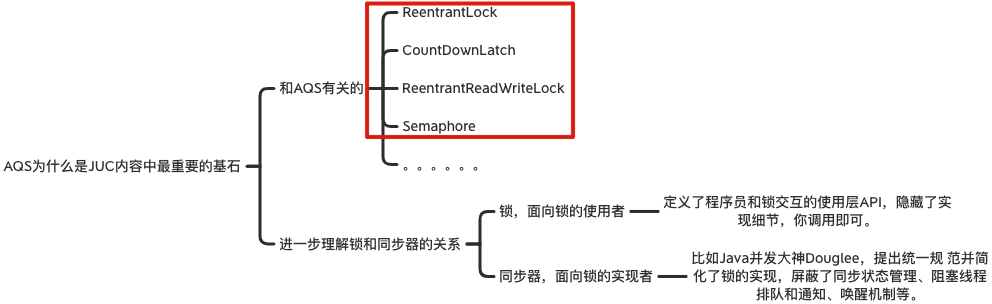 ReentrantLock
CountDownLatch
和AQS有关的
ReentrantReadWriteLock
Semaphore
。。。。。。
AQS为什么是JUC内容中最重要的基石
锁，面向锁的使用者
定义了程序员和锁交互的使用层API，隐藏了实
现细节，你调用即可。
进一步理解锁和同步器的关系
同步器，面向锁的实现者
比如Java并发大神Douglee，提出统一规 范并简
化了锁的实现，屏蔽了同步状态管理、阻塞线程
排队和通知、唤醒机制等。